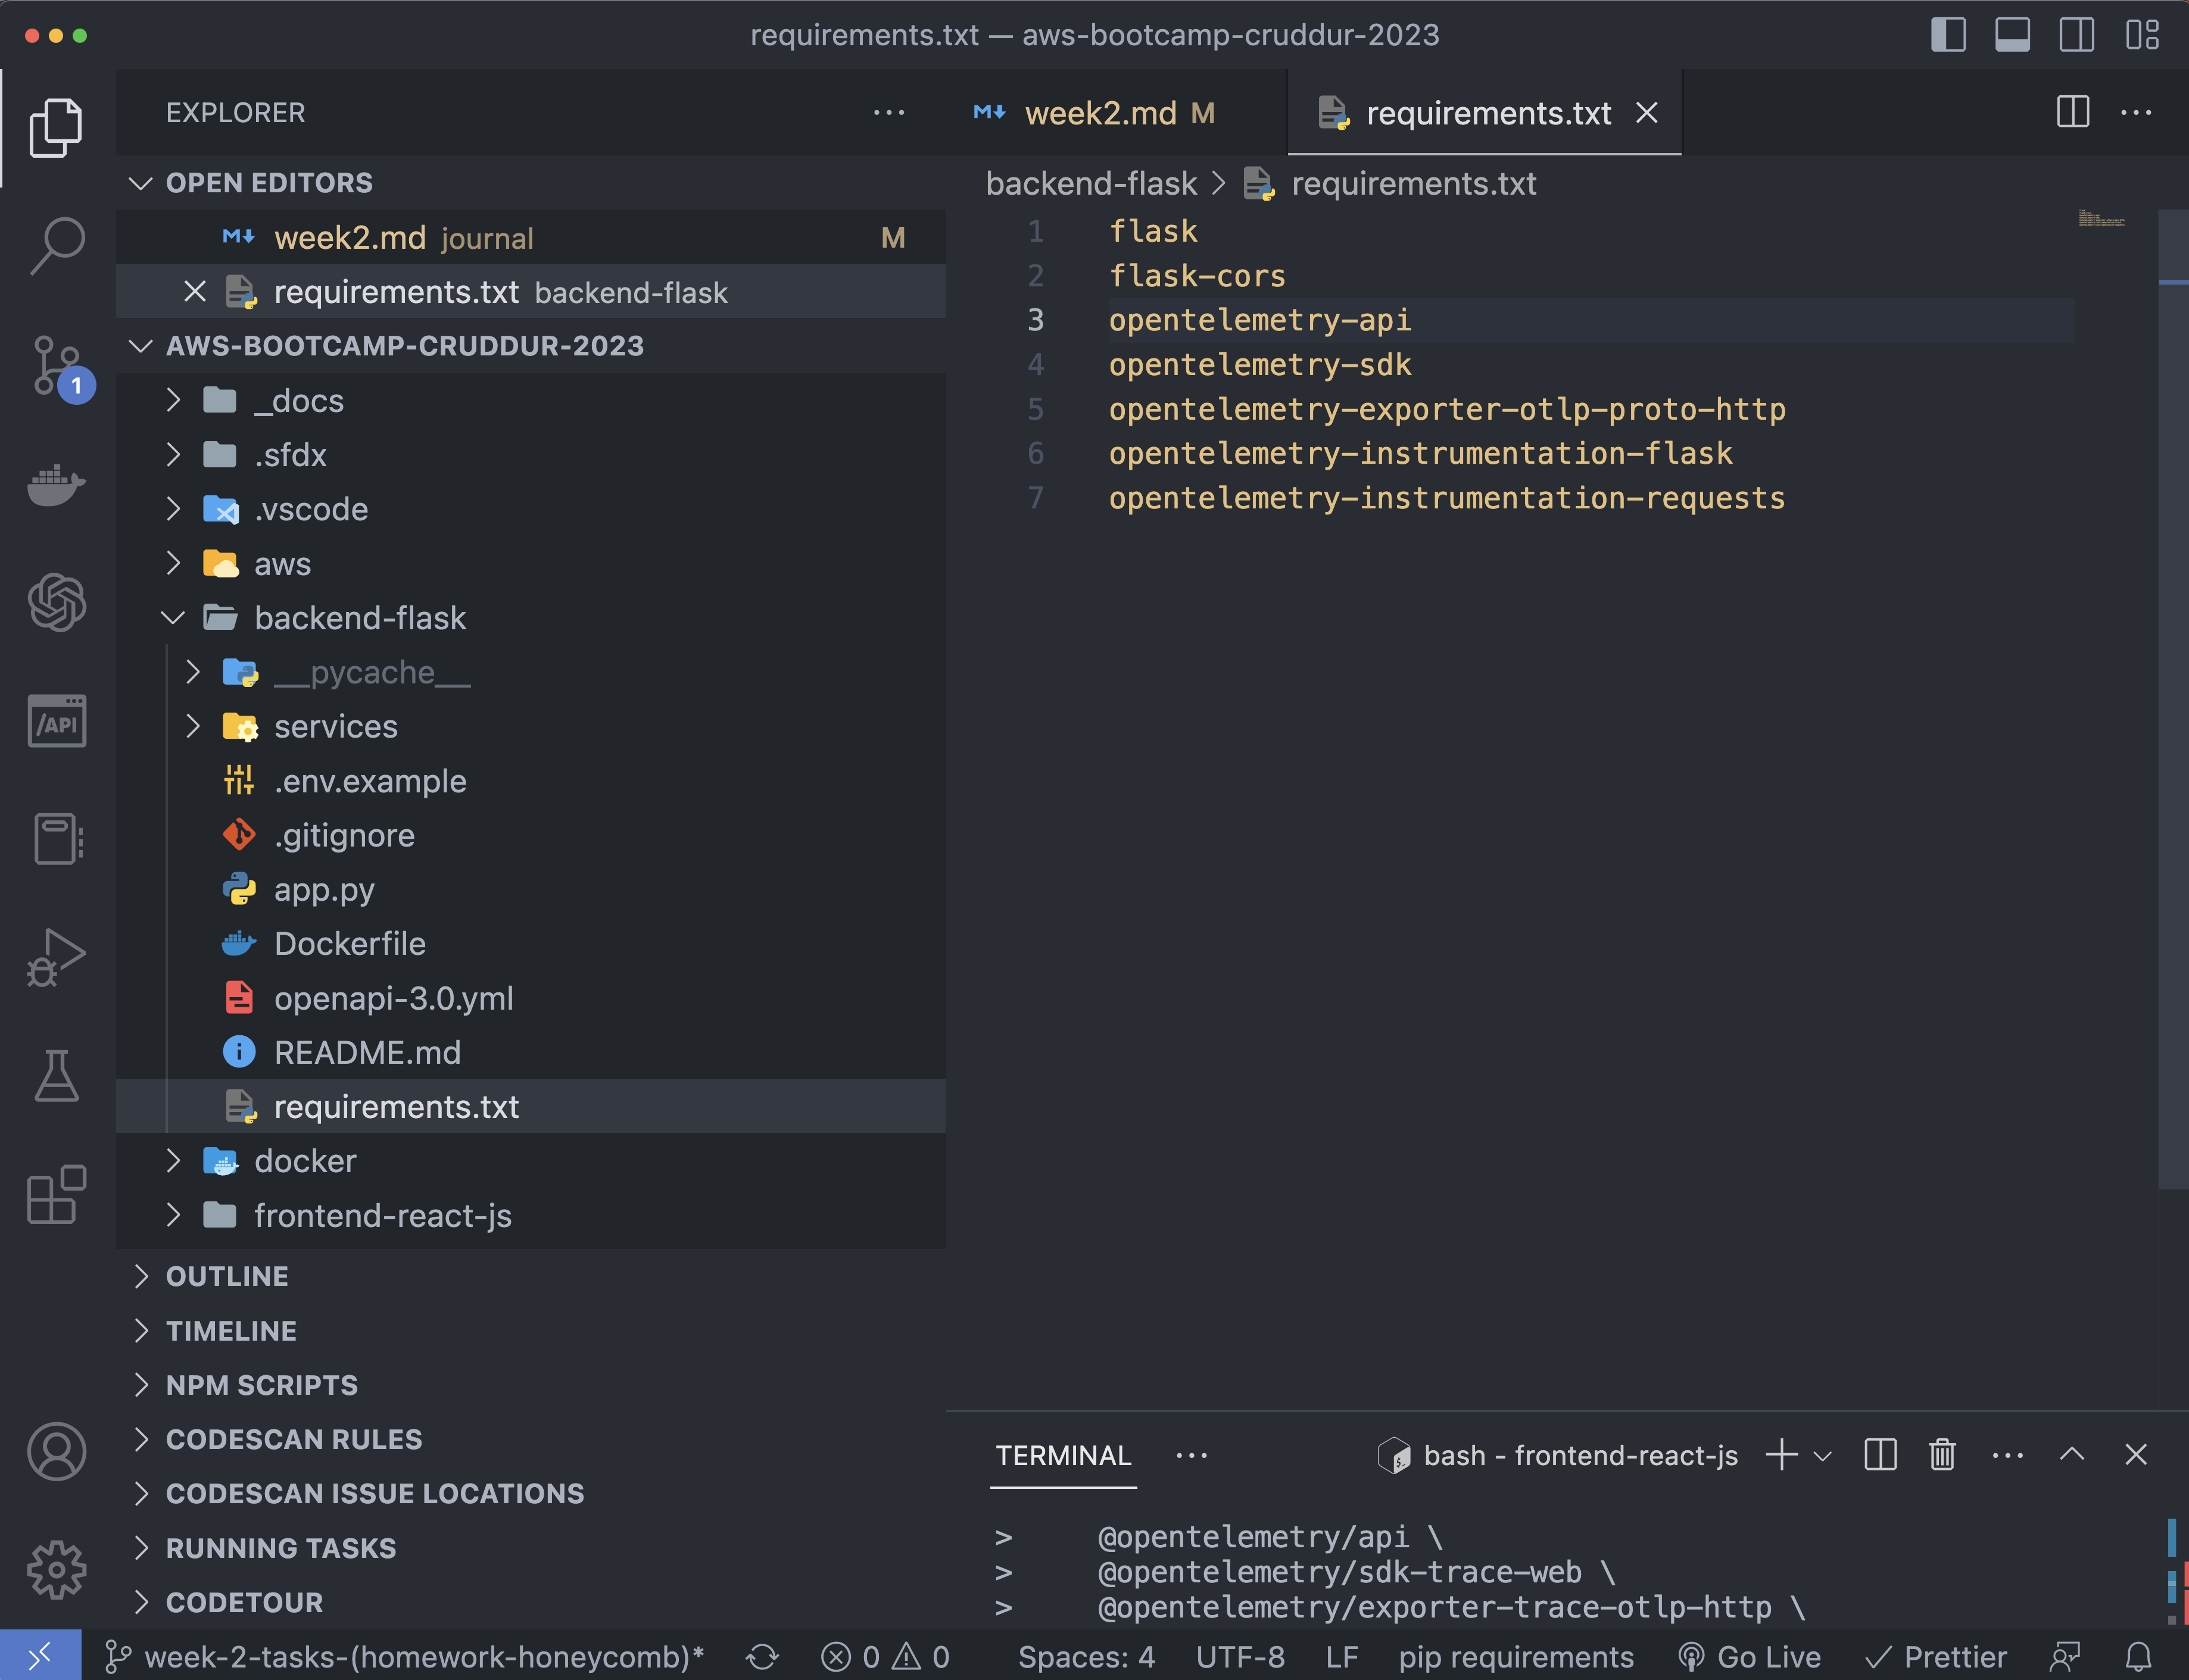 requirements.txt — aws-bootcamp-cruddur-2023
EXPLORER
OPEN EDITORS
week2.md journal M
requirements.txt backend-flask
AWS-BOOTCAMP-CRUDDUR-2023
_docs
.sfdx
.vscode
aws
backend-flask
__pycache__
services
.env.example
.gitignore
app.py
Dockerfile
openapi-3.0.yml
README.md
requirements.txt
docker
frontend-react-js
OUTLINE
TIMELINE
NPM SCRIPTS
CODESCAN RULES
CODESCAN ISSUE LOCATIONS
RUNNING TASKS
CODETOUR
1
/API
week2.md M
requirements.txt
backend-flask > requirements.txt
1 flask
2 flask-cors
3 opentelemetry-api
4 opentelemetry-sdk
5 opentelemetry-exporter-otlp-proto-http
6 opentelemetry-instrumentation-flask
7 opentelemetry-instrumentation-requests
TERMINAL
bash - frontend-react-js
> @opentelemetry/api \
> @opentelemetry/sdk-trace-web \
> @opentelemetry/exporter-trace-otlp-http \
week-2-tasks-(homework-honeycomb)* 0 0 Spaces: 4 UTF-8 LF pip requirements Go Live Prettier